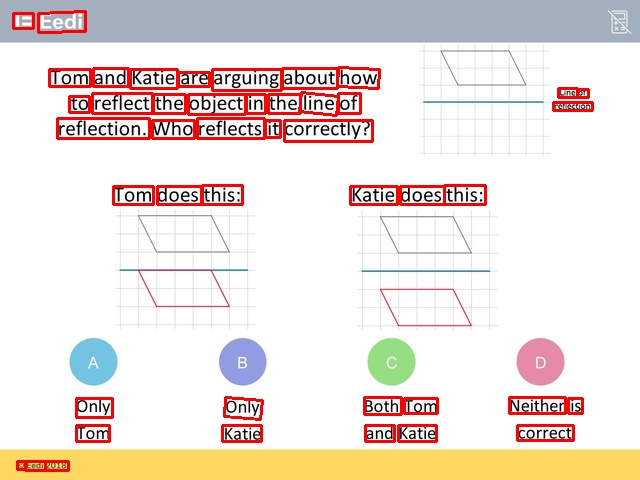 Eedi
Tom and Katie are arguing about how
to reflect the object in the line of
reflection. Who reflects it correctly?
Line of
reflection
Tom does this:
Katie does this:
A
B
C
D
Only
Tom
Only
Katie
Both Tom
and Katie
Neither is
correct
© Eedi 2018